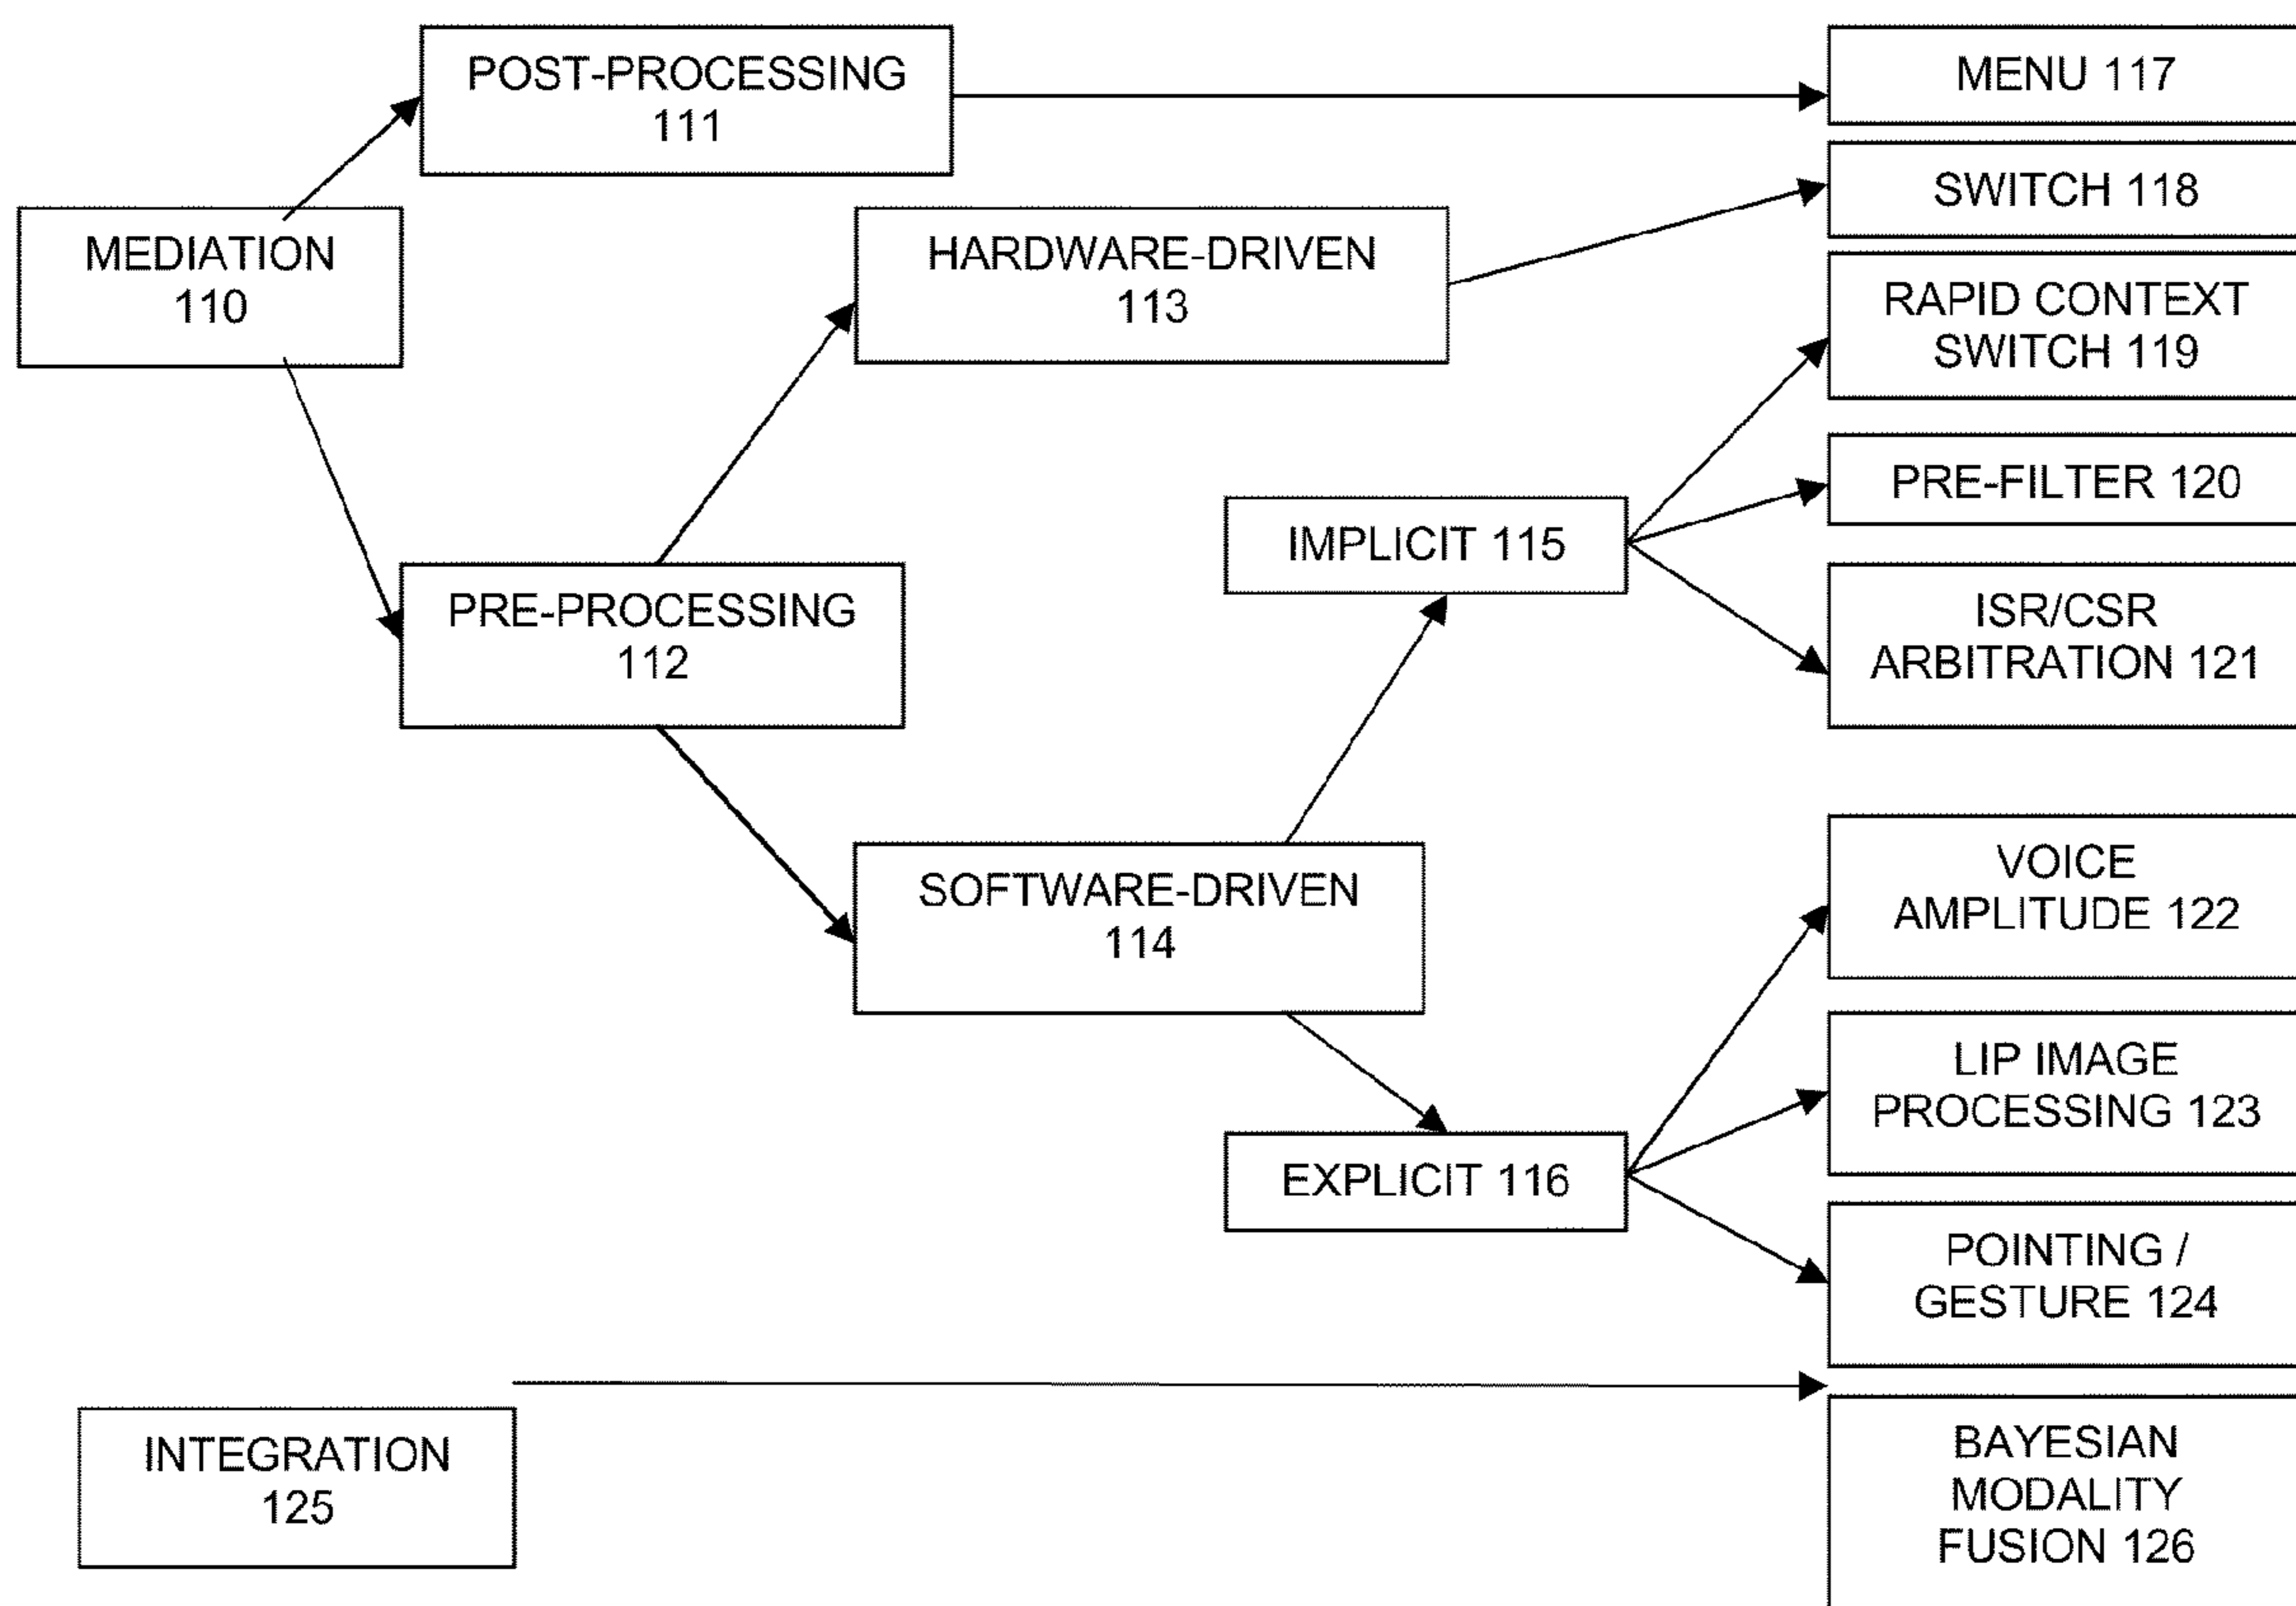 POST-PROCESSING
111
MENU 117
SWITCH 118
MEDIATION
110
HARDWARE-DRIVEN
113
RAPID CONTEXT
SWITCH 119
PRE-FILTER 120
IMPLICIT 115
PRE-PROCESSING
112
ISR/CSR
ARBITRATION 121
SOFTWARE-DRIVEN
114
VOICE
AMPLITUDE 122
LIP IMAGE
PROCESSING 123
EXPLICIT 116
POINTING /
GESTURE 124
INTEGRATION
125
BAYESIAN
MODALITY
FUSION 126